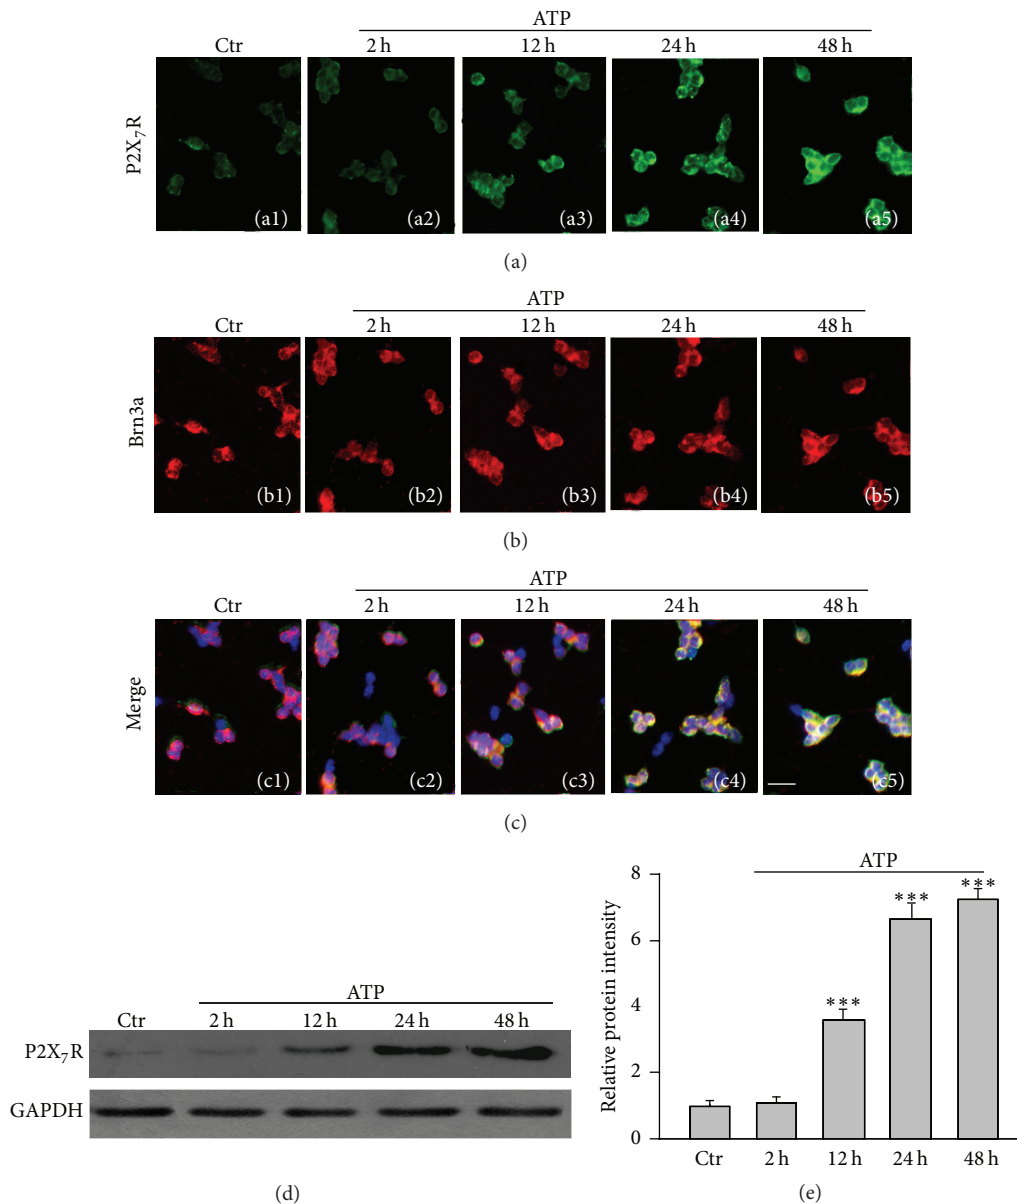 ATP
Ctr 2 h 12 h 24 h 48 h
P2X₇R
(a1) (a2) (a3) (a4) (a5)
(a)
ATP
Ctr 2 h 12 h 24 h 48 h
Brn3a
(b1) (b2) (b3) (b4) (b5)
(b)
ATP
Ctr 2 h 12 h 24 h 48 h
Merge
(c1) (c2) (c3) (c4) (c5)
(c)
ATP
Ctr 2 h 12 h 24 h 48 h
P2X₇R
GAPDH
(d)
ATP
Relative protein intensity
8
6
4
2
0
*** *** ***
Ctr 2 h 12 h 24 h 48 h
(e)